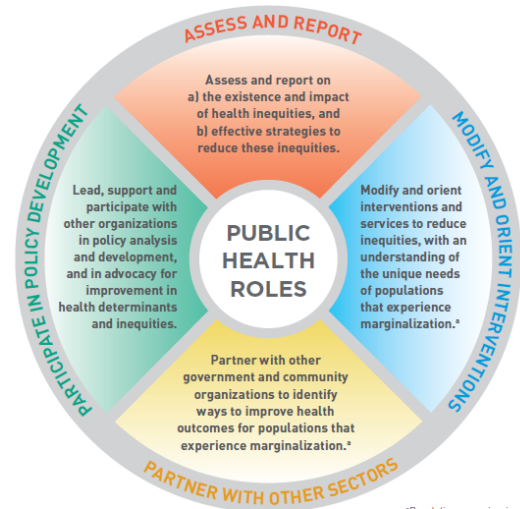 ASSESS AND REPORT
Assess and report on
a) the existence and impact
of health inequities, and
b) effective strategies to
reduce these inequities.
MODIFY AND ORIENT INTERVENTIONS
Modify and orient
interventions and
services to reduce
inequities, with an
understanding of
the unique needs
of populations
that experience
marginalization.ª
PARTNER WITH OTHER SECTORS
Partner with other
government and community
organizations to identify
ways to improve health
outcomes for populations that
experience marginalization.ª
PARTICIPATE IN POLICY DEVELOPMENT
Lead, support and
participate with
other organizations
in policy analysis
and development,
and in advocacy for
improvement in
health determinants
and inequities.
PUBLIC
HEALTH
ROLES